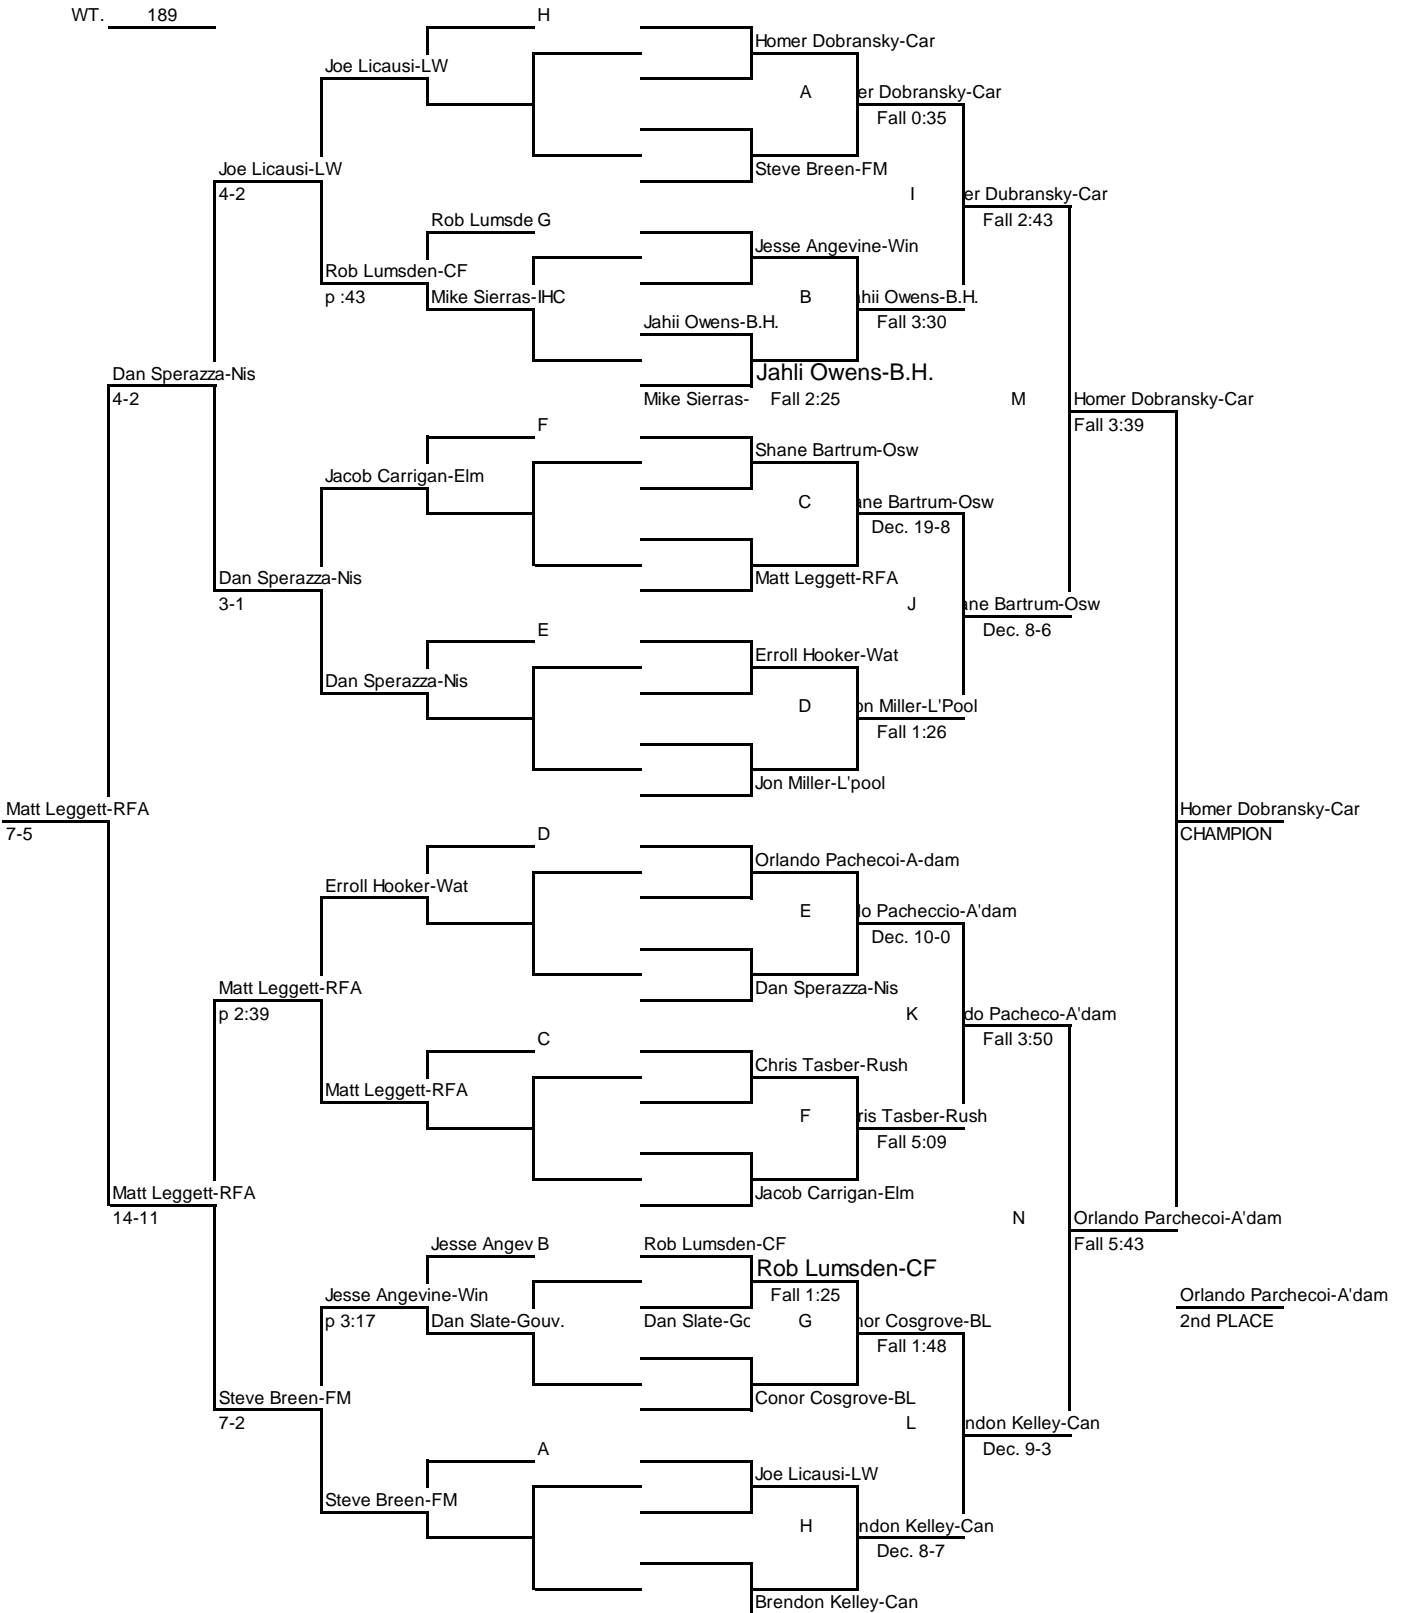 WT. 189
H
Homer Dobransky-Car
Joe Licausi-LW
A
er Dobransky-Car
Fall 0:35
Joe Licausi-LW
Steve Breen-FM
4-2
I
er Dubransky-Car
Fall 2:43
Rob Lumsde G
Jesse Angevine-Win
Rob Lumsden-CF
p :43
Mike Sierras-IHC
B
hii Owens-B.H.
Fall 3:30
Jahii Owens-B.H.
Dan Sperazza-Nis
Jahli Owens-B.H.
4-2
Mike Sierras-
Fall 2:25
M
Homer Dobransky-Car
Fall 3:39
F
Shane Bartrum-Osw
Jacob Carrigan-Elm
C
ane Bartrum-Osw
Dec. 19-8
Dan Sperazza-Nis
Matt Leggett-RFA
3-1
J
ane Bartrum-Osw
Dec. 8-6
E
Erroll Hooker-Wat
Dan Sperazza-Nis
D
on Miller-L'Pool
Fall 1:26
Jon Miller-L'pool
Matt Leggett-RFA
7-5
Homer Dobransky-Car
CHAMPION
D
Orlando Pachecoi-A-dam
Erroll Hooker-Wat
E
lo Pacheccio-A'dam
Dec. 10-0
Matt Leggett-RFA
Dan Sperazza-Nis
p 2:39
K
do Pacheco-A'dam
Fall 3:50
C
Chris Tasber-Rush
Matt Leggett-RFA
F
ris Tasber-Rush
Fall 5:09
Matt Leggett-RFA
Jacob Carrigan-Elm
14-11
N
Orlando Parchecoi-A'dam
Fall 5:43
Jesse Angev B
Rob Lumsden-CF
Rob Lumsden-CF
Jesse Angevine-Win
Fall 1:25
Orlando Parchecoi-A'dam
p 3:17
Dan Slate-Gouv.
Dan Slate-Go
G
nor Cosgrove-BL
2nd PLACE
Fall 1:48
Steve Breen-FM
Conor Cosgrove-BL
7-2
L
ndon Kelley-Can
Dec. 9-3
A
Joe Licausi-LW
Steve Breen-FM
H
ndon Kelley-Can
Dec. 8-7
Brendon Kelley-Can